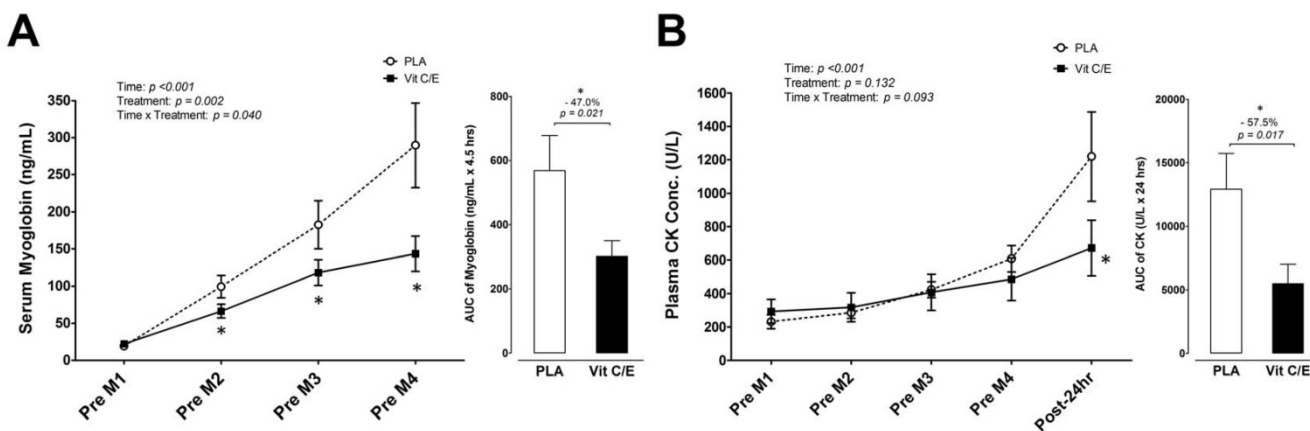 A
PLA
Vit C/E
Time: p <0.001
Treatment: p = 0.002
Time x Treatment: p = 0.040
Serum Myoglobin (ng/mL)
350
300
250
200
150
100
50
0
*
*
*
Pre M1
Pre M2
Pre M3
Pre M4
*
- 47.0%
p = 0.021
AUC of Myoglobin (ng/mL x 4.5 hrs)
800
600
400
200
0
PLA
Vit C/E
B
PLA
Vit C/E
Time: p <0.001
Treatment: p = 0.132
Time x Treatment: p = 0.093
Plasma CK Conc. (U/L)
1600
1400
1200
1000
800
600
400
200
0
*
Pre M1
Pre M2
Pre M3
Pre M4
Post-24hr
*
- 57.5%
p = 0.017
AUC of CK (U/L x 24 hrs)
20000
15000
10000
5000
0
PLA
Vit C/E